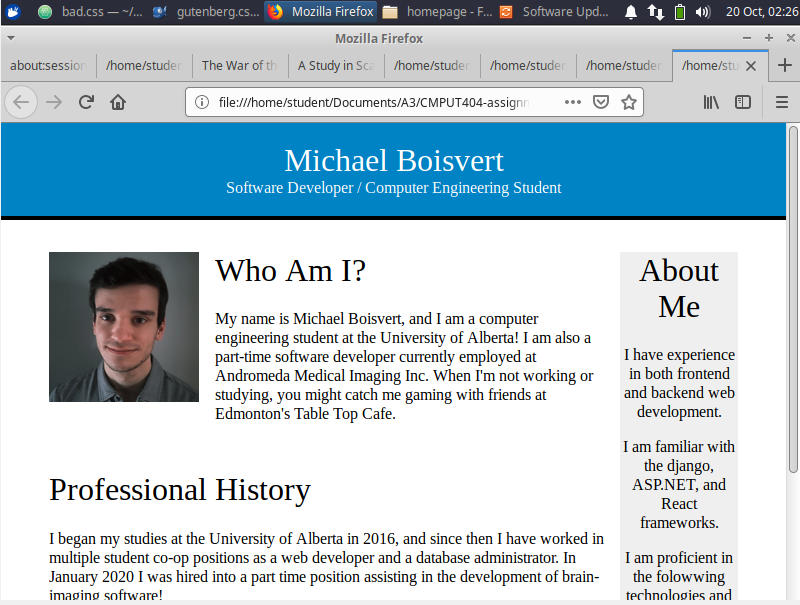 bad.css — ~/... gutenberg.cs... Mozilla Firefox homepage - F... Software Upd... 20 Oct, 02:26
Mozilla Firefox
about:session /home/studen The War of th A Study in Sca /home/studen /home/studen /home/studen /home/stu
file:///home/student/Documents/A3/CMPUT404-assignm
Michael Boisvert
Software Developer / Computer Engineering Student
Who Am I?
My name is Michael Boisvert, and I am a computer
engineering student at the University of Alberta! I am also a
part-time software developer currently employed at
Andromeda Medical Imaging Inc. When I'm not working or
studying, you might catch me gaming with friends at
Edmonton's Table Top Cafe.
Professional History
I began my studies at the University of Alberta in 2016, and since then I have worked in
multiple student co-op positions as a web developer and a database administrator. In
January 2020 I was hired into a part time position assisting in the development of brain-
imaging software!
About
Me
I have experience
in both frontend
and backend web
development.
I am familiar with
the django,
ASP.NET, and
React
frameworks.
I am proficient in
the folowwing
technologies and